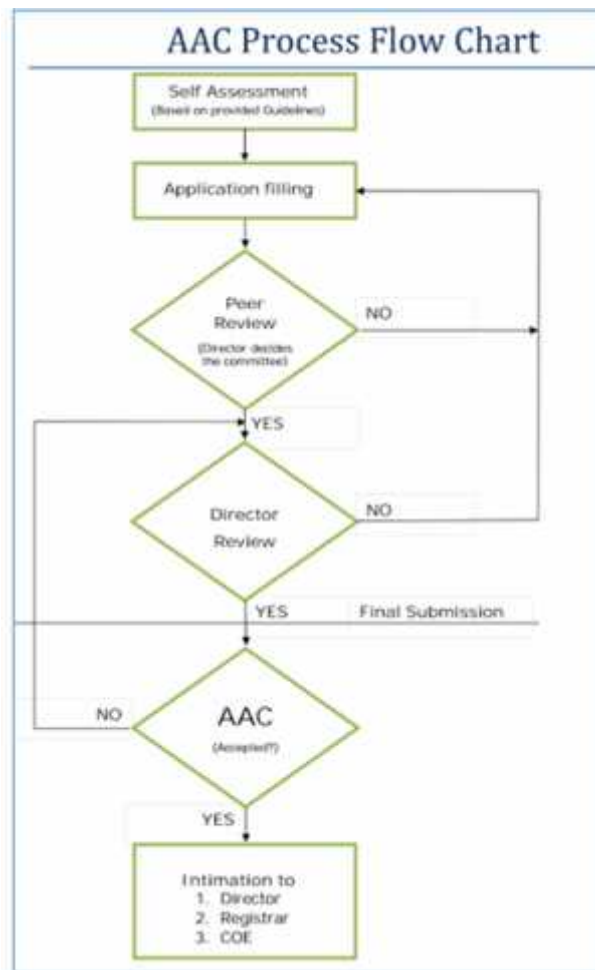 AAC Process Flow Chart
Self Assessment
(Based on provided Guidelines)
Application filling
Peer
Review
(Director decides
the committee)
NO
YES
Director
Review
NO
YES
Final Submission
AAC
(Accepted?)
NO
YES
Intimation to
1. Director
2. Registrar
3. COE